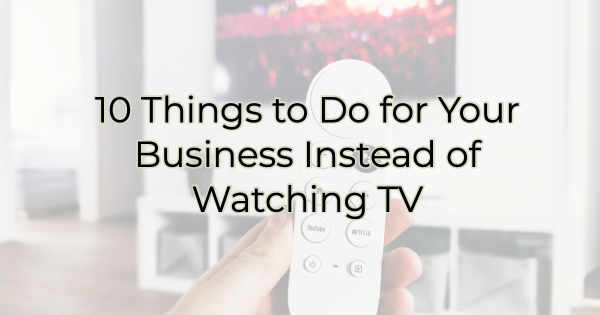 10 Things to Do for Your
Business Instead of
Watching TV
YouTube
NETFLIX